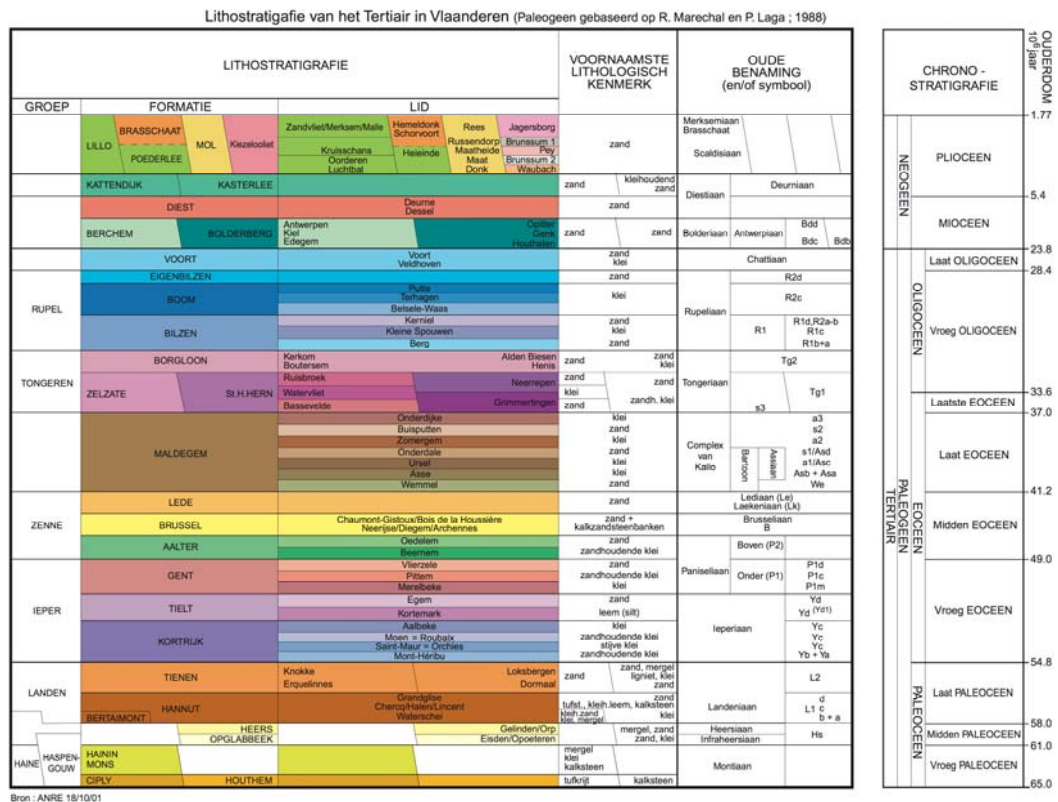 Lithostratigafie van het Tertiair in Vlaanderen (Paleogeen gebaseerd op R. Marechal en P. Laga ; 1988)
LITHOSTRATIGRAFIE
VOORNAAMSTE
LITHOLOGISCH
KENMERK
OUDE
BENAMING
(en/of symbool)
CHRONO -
STRATIGRAFIE
OUDERDOM
10⁶ jaar
GROEP
FORMATIE
LID
LILLO
BRASSCHAAT
POEDERLEE
MOL
Kiezelooliet
Zandvliet/Merksem/Malle
Kruisschans
Oorderen
Luchtbal
Hemeldonk
Schorvoort
Heieinde
Rees
Russendorp
Maatheide
Maat
Donk
Jagersborg
Brunssum 1
Pey
Brunssum 2
Waubach
zand
Merksemiaan
Brasschaat
Scaldisiaan
KATTENDIJK
KASTERLEE
zand
kleihoudend
zand
Diestiaan
Deurniaan
DIEST
Deurne
Dessel
zand
BERCHEM
BOLDERBERG
Antwerpen
Kiel
Edegem
Opitter
Genk
Houthalen
zand
zand
Bolderiaan
Antwerpiaan
Bdd
Bdc
Bdb
VOORT
Voort
Veldhoven
zand
klei
Chattiaan
RUPEL
EIGENBILZEN
zand
R2d
BOOM
Putte
Terhagen
Belsele-Waas
klei
Rupeliaan
R2c
BILZEN
Kerniel
Kleine Spouwen
Berg
zand
klei
zand
R1
R1d,R2a-b
R1c
R1b+a
TONGEREN
BORGLOON
Kerkom
Boutersem
Alden Biesen
Henis
zand
zand
klei
Tg2
ZELZATE
St.H.HERN
Ruisbroek
Watervliet
Bassevelde
Neerrepen
Grimmertingen
zand
klei
zand
zand
zandh. klei
Tongeriaan
s3
Tg1
MALDEGEM
Onderdijke
Buisputten
Zomergem
Onderdale
Ursel
Asse
Wemmel
klei
zand
klei
zand
klei
klei
zand
Complex
van
Kallo
Bartoon
Assiaan
a3
s2
a2
s1/Asd
a1/Asc
Asb + Asa
We
ZENNE
LEDE
zand
Lediaan (Le)
Laekeniaan (Lk)
BRUSSEL
Chaumont-Gistoux/Bois de la Houssière
Neerijse/Diegem/Archennes
zand +
kalkzandsteenbanken
Brusseliaan
B
AALTER
Oedelem
Beernem
zand
zandhoudende klei
Paniseliaan
Boven (P2)
IEPER
GENT
Vlierzele
Pittem
Merelbeke
zand
zandhoudende klei
klei
Onder (P1)
P1d
P1c
P1m
TIELT
Egem
Kortemark
zand
leem (silt)
Ieperiaan
Yd
Yd (Yd1)
KORTRIJK
Aalbeke
Moen = Roubaix
Saint-Maur = Orchies
Mont-Héribu
klei
zandhoudende klei
stijve klei
zandhoudende klei
Yc
Yc
Yc
Yb + Ya
LANDEN
TIENEN
Knokke
Erquelinnes
Loksbergen
Dormaal
zand
zand, mergel
ligniet, klei
zand
Landeniaan
L2
HANNUT
BERTAIMONT
Grandglise
Chercq/Halen/Lincent
Waterschei
zand
tufst., kleih.leem, kalksteen
kleih.zand
klei, mergel
klei
L1
d
c
b + a
HEERS
OPGLABBEEK
Gelinden/Orp
Eisden/Opoeteren
mergel, zand
zand, klei
Heersiaan
Infraheersiaan
Hs
HAINE
HASPEN-
GOUW
HAININ
MONS
mergel
klei
kalksteen
Montiaan
CIPLY
HOUTHEM
tufkrijt
kalksteen
NEOGEEN
PLIOCEEN
MIOCEEN
TERTIAIR
PALEOGEEN
OLIGOCEEN
Laat OLIGOCEEN
Vroeg OLIGOCEEN
EOCEEN
Laatste EOCEEN
Laat EOCEEN
Midden EOCEEN
Vroeg EOCEEN
PALEOCEEN
Laat PALEOCEEN
Midden PALEOCEEN
Vroeg PALEOCEEN
1.77
5.4
23.8
28.4
33.6
37.0
41.2
49.0
54.8
58.0
61.0
65.0
Bron : ANRE 18/10/01